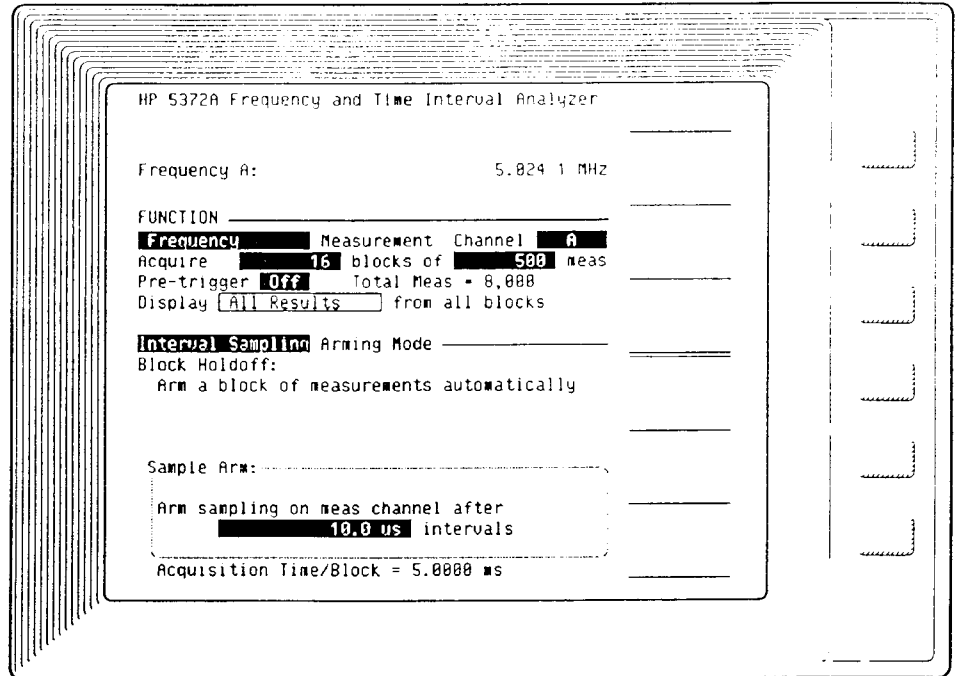 HP 5372A Frequency and Time Interval Analyzer
Frequency A: 5.024 1 MHz
FUNCTION
Frequency Measurement Channel A
Acquire 16 blocks of 500 meas
Pre-trigger Off Total Meas = 8,000
Display All Results from all blocks
Interval Sampling Arming Mode
Block Holdoff:
Arm a block of measurements automatically
Sample Arm:
Arm sampling on meas channel after
10.0 us intervals
Acquisition Time/Block = 5.0000 ms